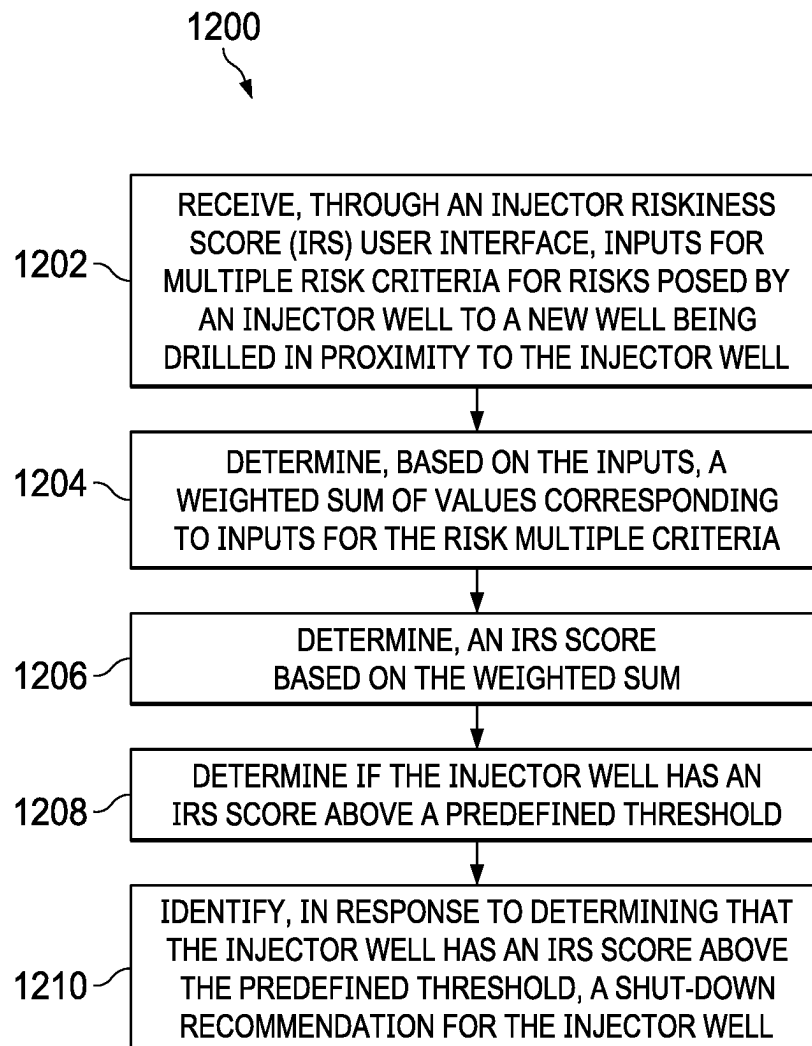 1200
1202
RECEIVE, THROUGH AN INJECTOR RISKINESS
SCORE (IRS) USER INTERFACE, INPUTS FOR
MULTIPLE RISK CRITERIA FOR RISKS POSED BY
AN INJECTOR WELL TO A NEW WELL BEING
DRILLED IN PROXIMITY TO THE INJECTOR WELL
1204
DETERMINE, BASED ON THE INPUTS, A
WEIGHTED SUM OF VALUES CORRESPONDING
TO INPUTS FOR THE RISK MULTIPLE CRITERIA
1206
DETERMINE, AN IRS SCORE
BASED ON THE WEIGHTED SUM
1208
DETERMINE IF THE INJECTOR WELL HAS AN
IRS SCORE ABOVE A PREDEFINED THRESHOLD
1210
IDENTIFY, IN RESPONSE TO DETERMINING THAT
THE INJECTOR WELL HAS AN IRS SCORE ABOVE
THE PREDEFINED THRESHOLD, A SHUT-DOWN
RECOMMENDATION FOR THE INJECTOR WELL